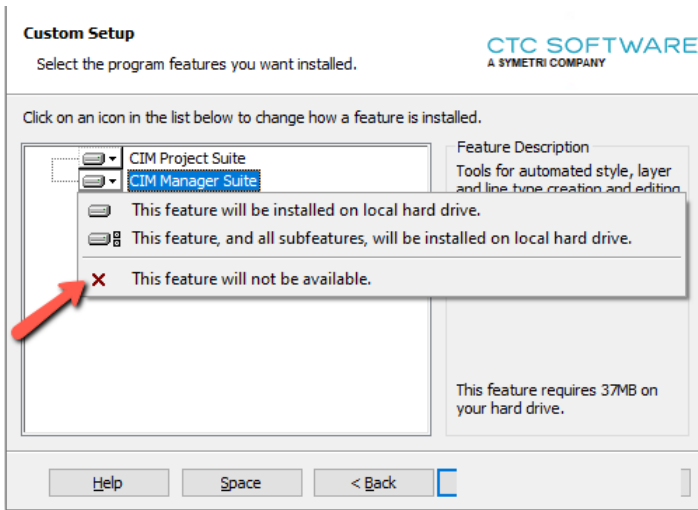 Custom Setup
Select the program features you want installed.
CTC SOFTWARE
A SYMETRI COMPANY
Click on an icon in the list below to change how a feature is installed.
CIM Project Suite
CIM Manager Suite
Feature Description
Tools for automated style, layer
and line type creation and editing
This feature will be installed on local hard drive.
This feature, and all subfeatures, will be installed on local hard drive.
This feature will not be available.
This feature requires 37MB on
your hard drive.
Help
Space
< Back